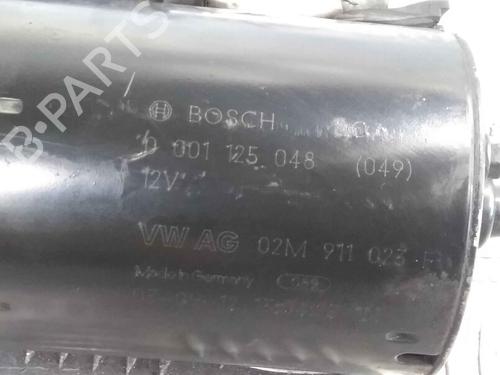 BOSCH
0 001 125 048 (049)
12V
VW AG 02M 911 023
Made in Germany
B-PARTS